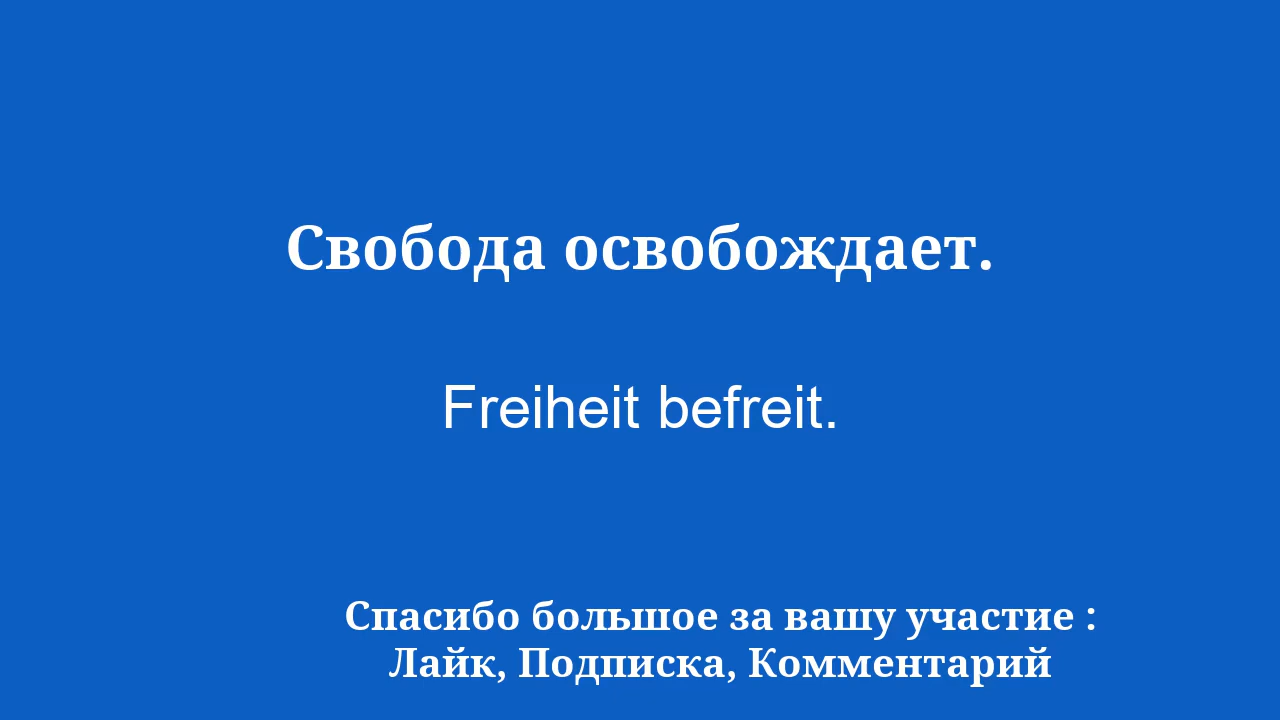 Свобода освобождает.
Freiheit befreit.
Спасибо большое за вашу участие :
Лайк, Подписка, Комментарий